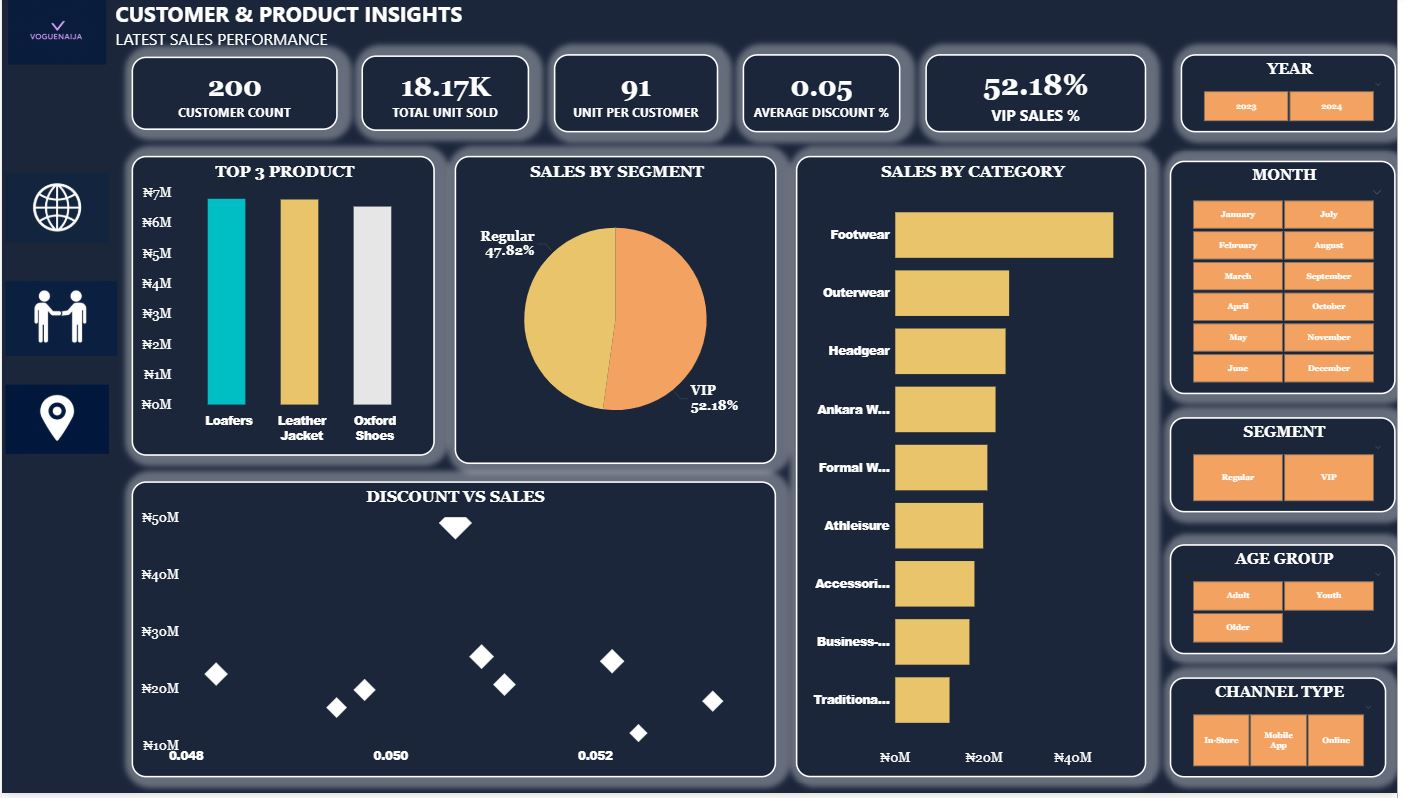 VOGUENAIJA
CUSTOMER & PRODUCT INSIGHTS
LATEST SALES PERFORMANCE
200
CUSTOMER COUNT
18.17K
TOTAL UNIT SOLD
91
UNIT PER CUSTOMER
0.05
AVERAGE DISCOUNT %
52.18%
VIP SALES %
YEAR
2023
2024
TOP 3 PRODUCT
₦7M
₦6M
₦5M
₦4M
₦3M
₦2M
₦1M
₦0M
Loafers
Leather
Jacket
Oxford
Shoes
SALES BY SEGMENT
Regular
47.82%
VIP
52.18%
SALES BY CATEGORY
Footwear
Outerwear
Headgear
Ankara W...
Formal W...
Athleisure
Accessori...
Business-...
Traditiona...
₦0M
₦20M
₦40M
DISCOUNT VS SALES
₦50M
₦40M
₦30M
₦20M
₦10M
0.048
0.050
0.052
MONTH
January
July
February
August
March
September
April
October
May
November
June
December
SEGMENT
Regular
VIP
AGE GROUP
Adult
Youth
Older
CHANNEL TYPE
In-Store
Mobile
App
Online